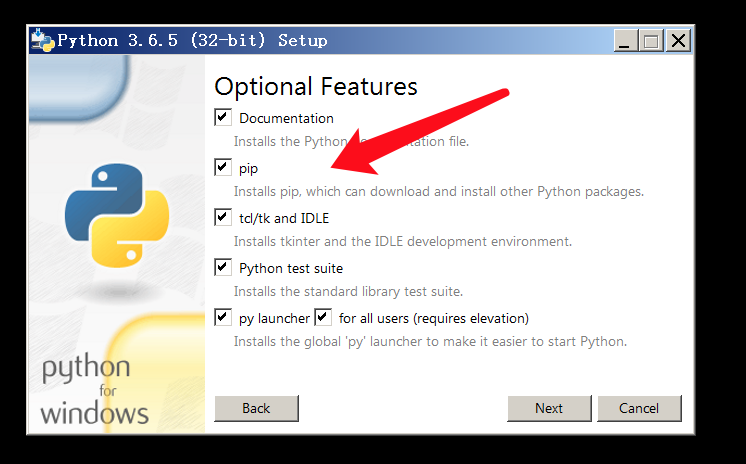 Python 3.6.5 (32-bit) Setup
Optional Features
Documentation
Installs the Python tation file.
pip
Installs pip, which can download and install other Python packages.
tcl/tk and IDLE
Installs tkinter and the IDLE development environment.
Python test suite
Installs the standard library test suite.
py launcher for all users (requires elevation)
Installs the global 'py' launcher to make it easier to start Python.
python
for
windows
Back Next Cancel